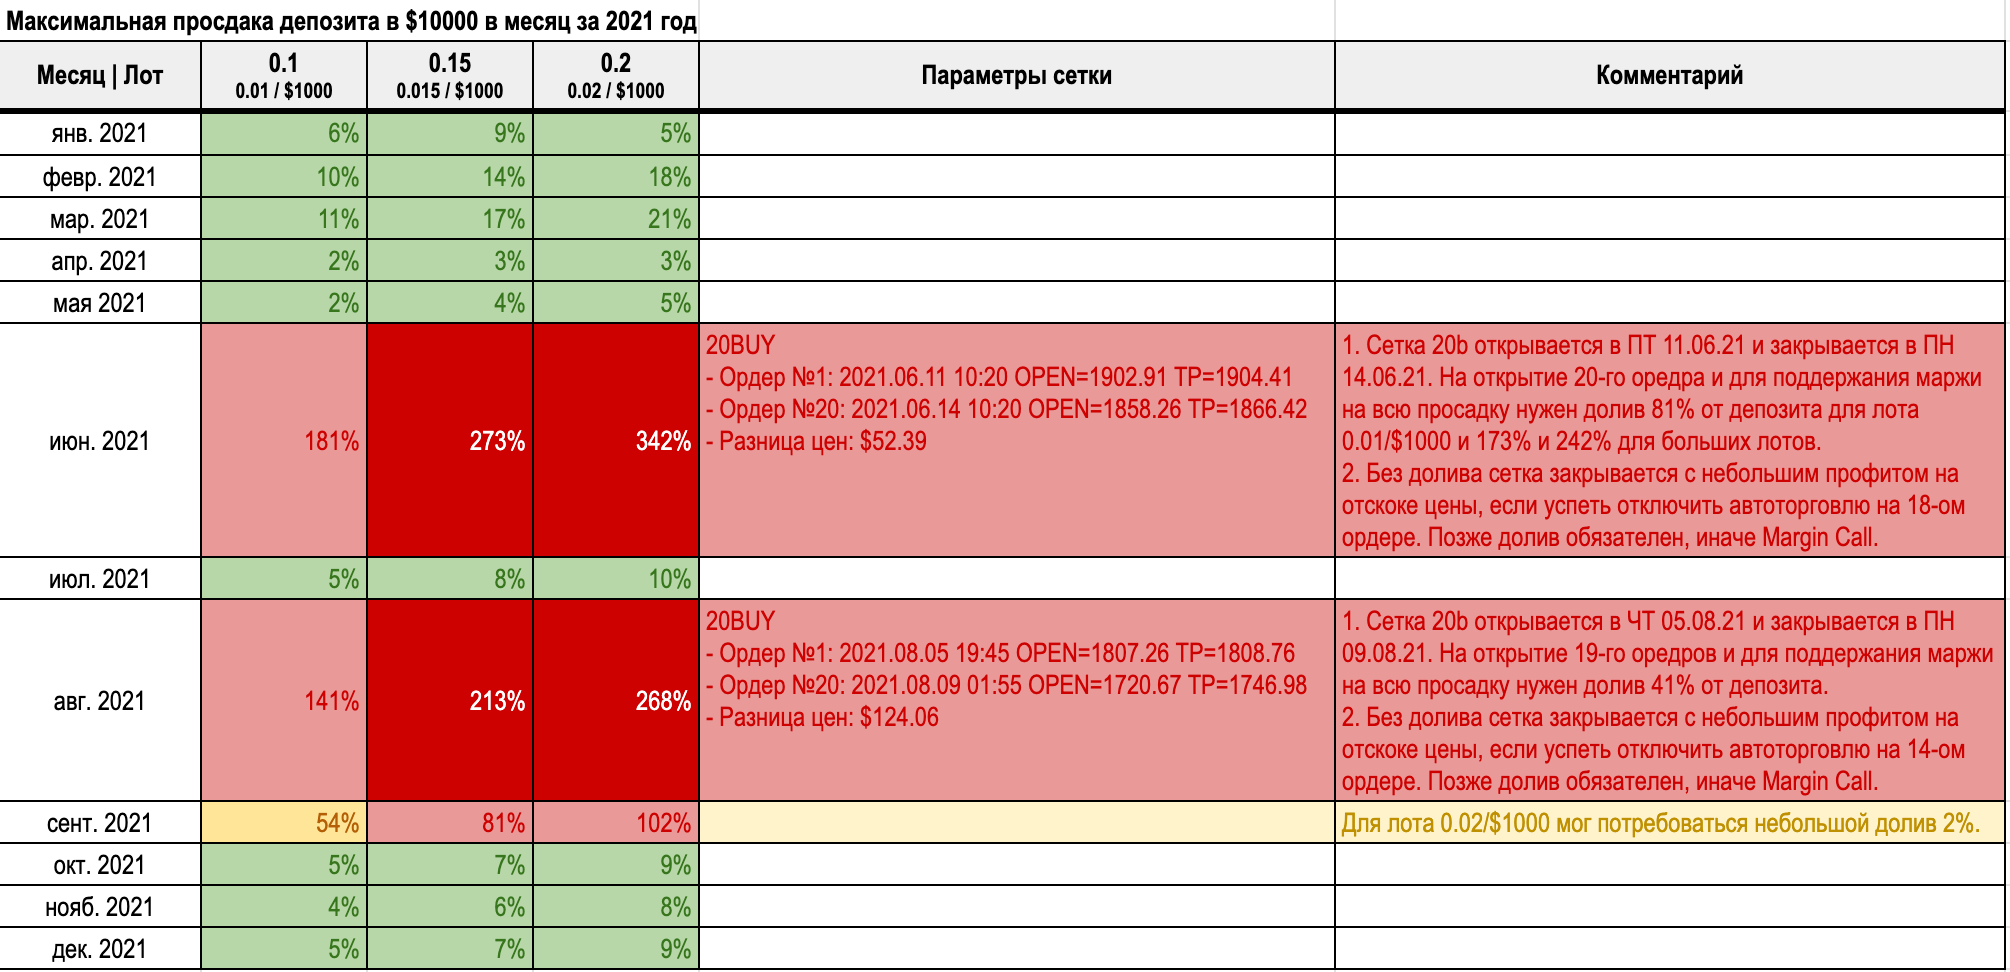 Максимальная просдака депозита в $10000 в месяц за 2021 год
Месяц | Лот 0.1 0.15 0.2 Параметры сетки Комментарий
0.01 / $1000 0.015 / $1000 0.02 / $1000
янв. 2021 6% 9% 5%
февр. 2021 10% 14% 18%
мар. 2021 11% 17% 21%
апр. 2021 2% 3% 3%
мая 2021 2% 4% 5%
июн. 2021 181% 273% 342%
20BUY
- Ордер №1: 2021.06.11 10:20 OPEN=1902.91 TP=1904.41
- Ордер №20: 2021.06.14 10:20 OPEN=1858.26 TP=1866.42
- Разница цен: $52.39
1. Сетка 20b открывается в ПТ 11.06.21 и закрывается в ПН
14.06.21. На открытие 20-го оредра и для поддержания маржи
на всю просадку нужен долив 81% от депозита для лота
0.01/$1000 и 173% и 242% для больших лотов.
2. Без долива сетка закрывается с небольшим профитом на
отскоке цены, если успеть отключить автоторговлю на 18-ом
ордере. Позже долив обязателен, иначе Margin Call.
июл. 2021 5% 8% 10%
авг. 2021 141% 213% 268%
20BUY
- Ордер №1: 2021.08.05 19:45 OPEN=1807.26 TP=1808.76
- Ордер №20: 2021.08.09 01:55 OPEN=1720.67 TP=1746.98
- Разница цен: $124.06
1. Сетка 20b открывается в ЧТ 05.08.21 и закрывается в ПН
09.08.21. На открытие 19-го оредров и для поддержания маржи
на всю просадку нужен долив 41% от депозита.
2. Без долива сетка закрывается с небольшим профитом на
отскоке цены, если успеть отключить автоторговлю на 14-ом
ордере. Позже долив обязателен, иначе Margin Call.
сент. 2021 54% 81% 102% Для лота 0.02/$1000 мог потребоваться небольшой долив 2%.
окт. 2021 5% 7% 9%
нояб. 2021 4% 6% 8%
дек. 2021 5% 7% 9%